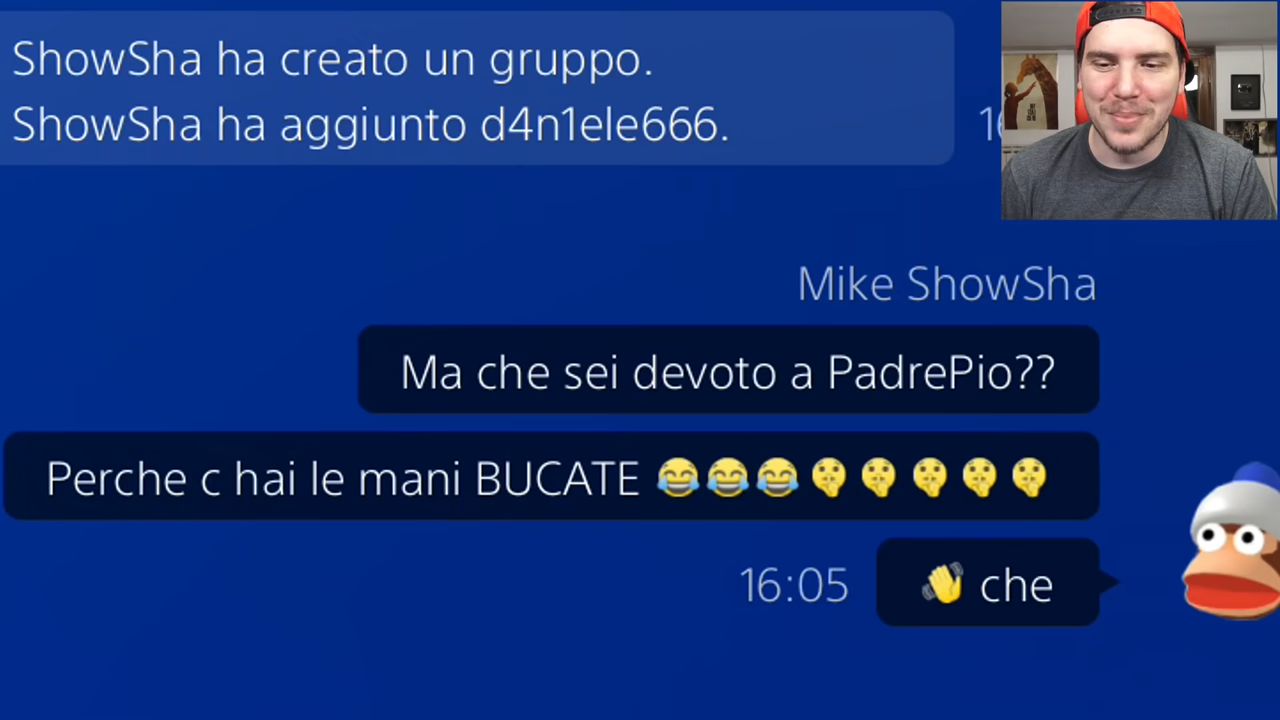 ShowSha ha creato un gruppo.
ShowSha ha aggiunto d4n1ele666.
Mike ShowSha
Ma che sei devoto a PadrePio??
Perche c hai le mani BUCATE 😂😂😂🤫🤫🤫🤫🤫
16:05
👋 che